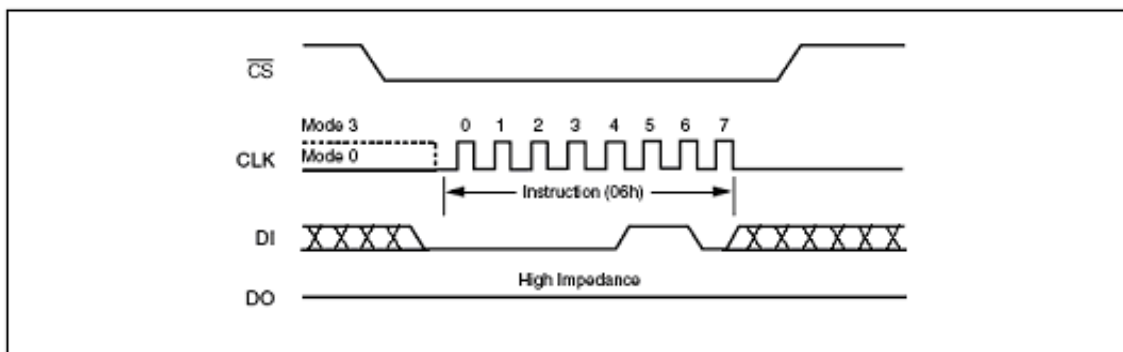 CS
Mode 3
0 1 2 3 4 5 6 7
CLK
Mode 0
Instruction (06h)
DI
High Impedance
DO